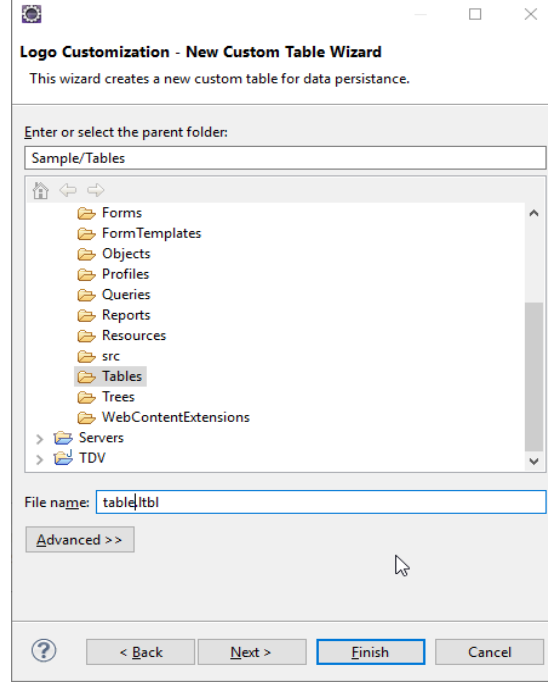 Logo Customization - New Custom Table Wizard
This wizard creates a new custom table for data persistance.
Enter or select the parent folder:
Sample/Tables
Forms
FormTemplates
Objects
Profiles
Queries
Reports
Resources
src
Tables
Trees
WebContentExtensions
Servers
TDV
File name: table.ltbl
Advanced >>
? < Back Next > Finish Cancel